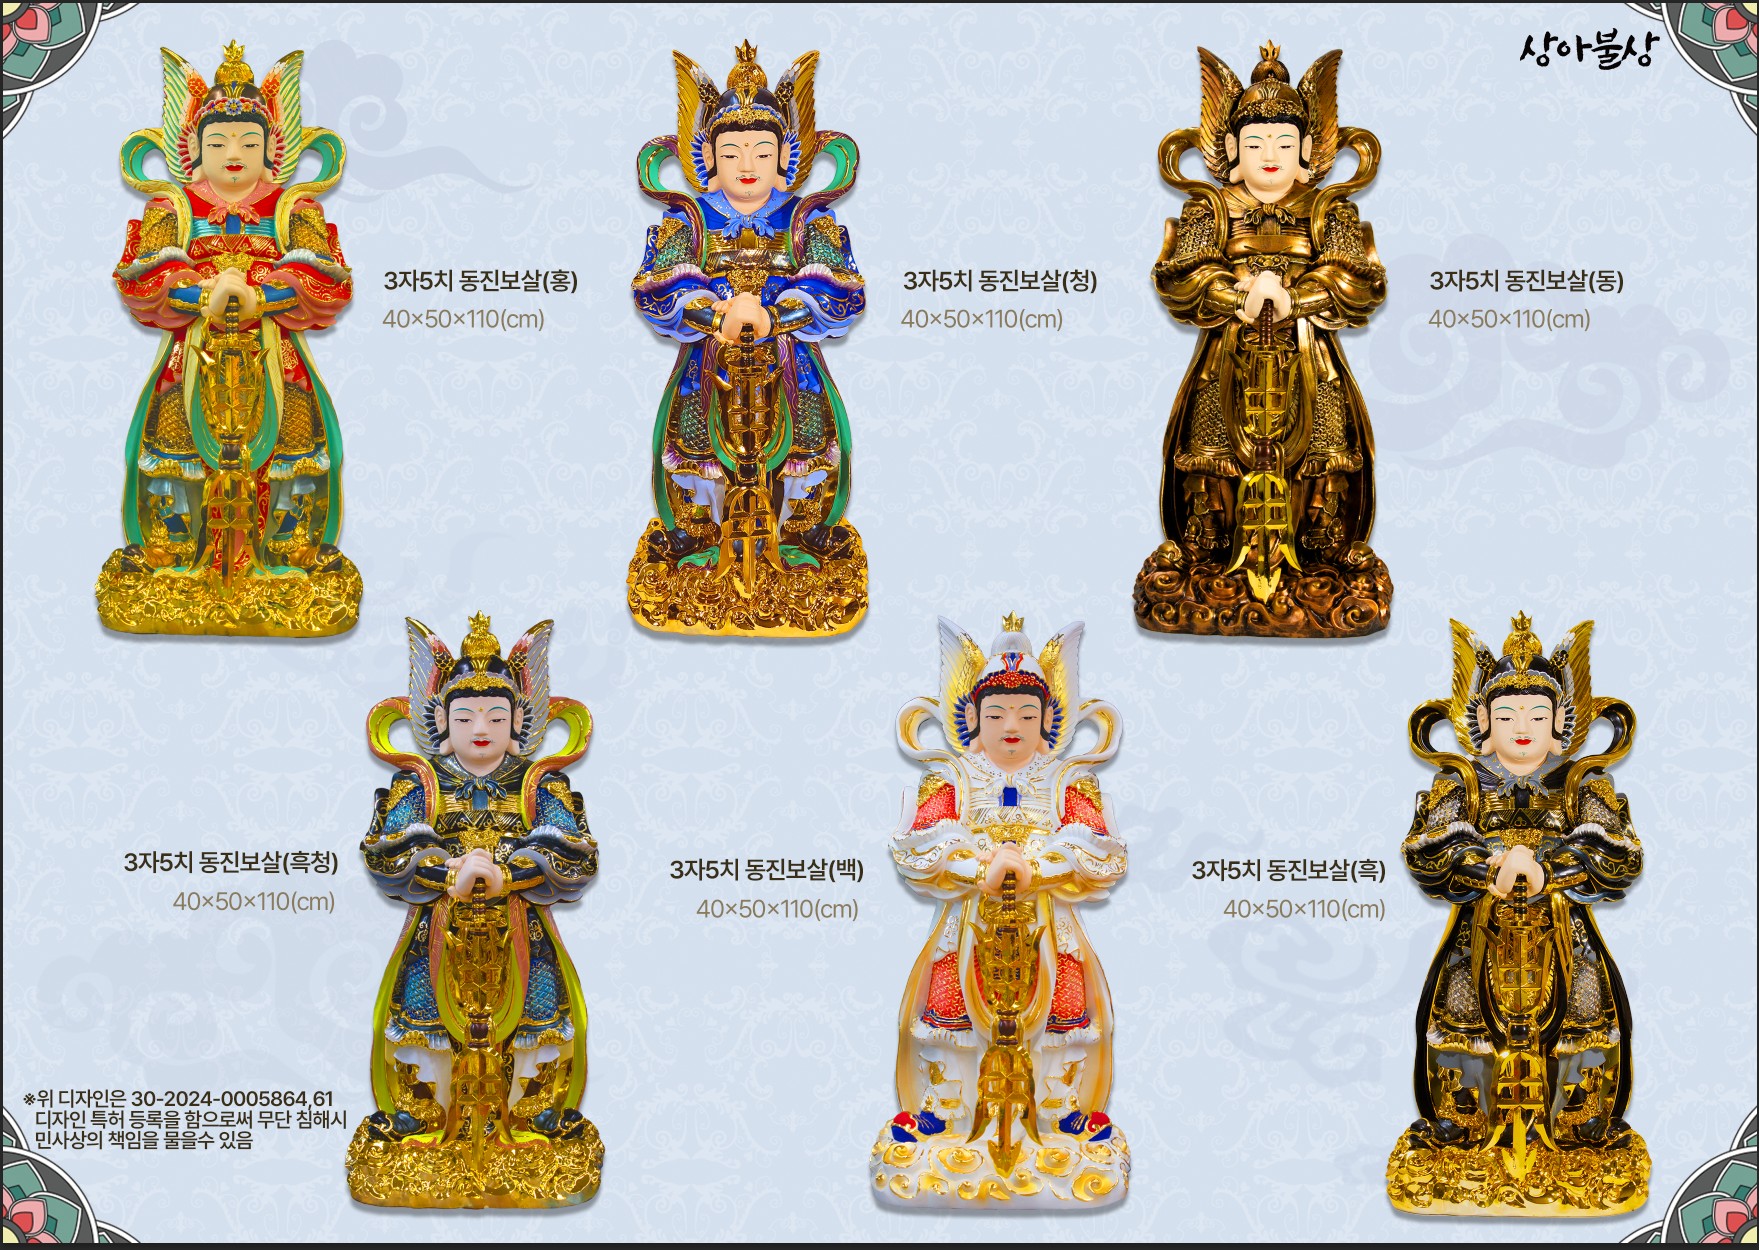 상아불상
3자5치 동진보살(홍)
40×50×110(cm)
3자5치 동진보살(청)
40×50×110(cm)
3자5치 동진보살(동)
40×50×110(cm)
3자5치 동진보살(흑청)
40×50×110(cm)
3자5치 동진보살(백)
40×50×110(cm)
3자5치 동진보살(흑)
40×50×110(cm)
※위 디자인은 30-2024-0005864,61
디자인 특허 등록을 함으로써 무단 침해시
민사상의 책임을 물을수 있음